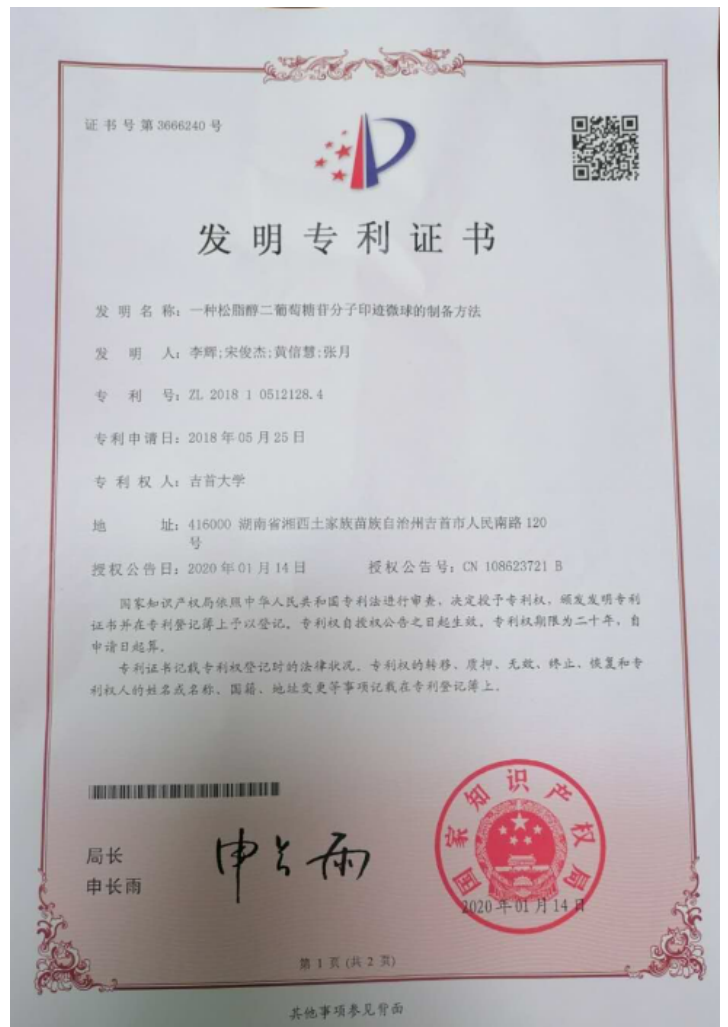 证书号第3666240号
发明专利证书
发明名称：一种松脂醇二葡萄糖苷分子印迹微球的制备方法
发明人：李辉;宋俊杰;黄信慧;张月
专利号：ZL 2018 1 0512128.4
专利申请日：2018年05月25日
专利权人：吉首大学
地址：416000 湖南省湘西土家族苗族自治州吉首市人民南路120
号
授权公告日：2020年01月14日 授权公告号：CN 108623721 B
国家知识产权局依照中华人民共和国专利法进行审查，决定授予专利权，颁发发明专利
证书并在专利登记簿上予以登记。专利权自授权公告之日起生效。专利权期限为二十年，自
申请日起算。
专利证书记载专利权登记时的法律状况。专利权的转移、质押、无效、终止、恢复和专
利权人的姓名或名称、国籍、地址变更等事项记载在专利登记簿上。
局长
申长雨
申长雨
国家知识产权局
2020年01月14日
第 1 页 (共 2 页)
其他事项参见背面